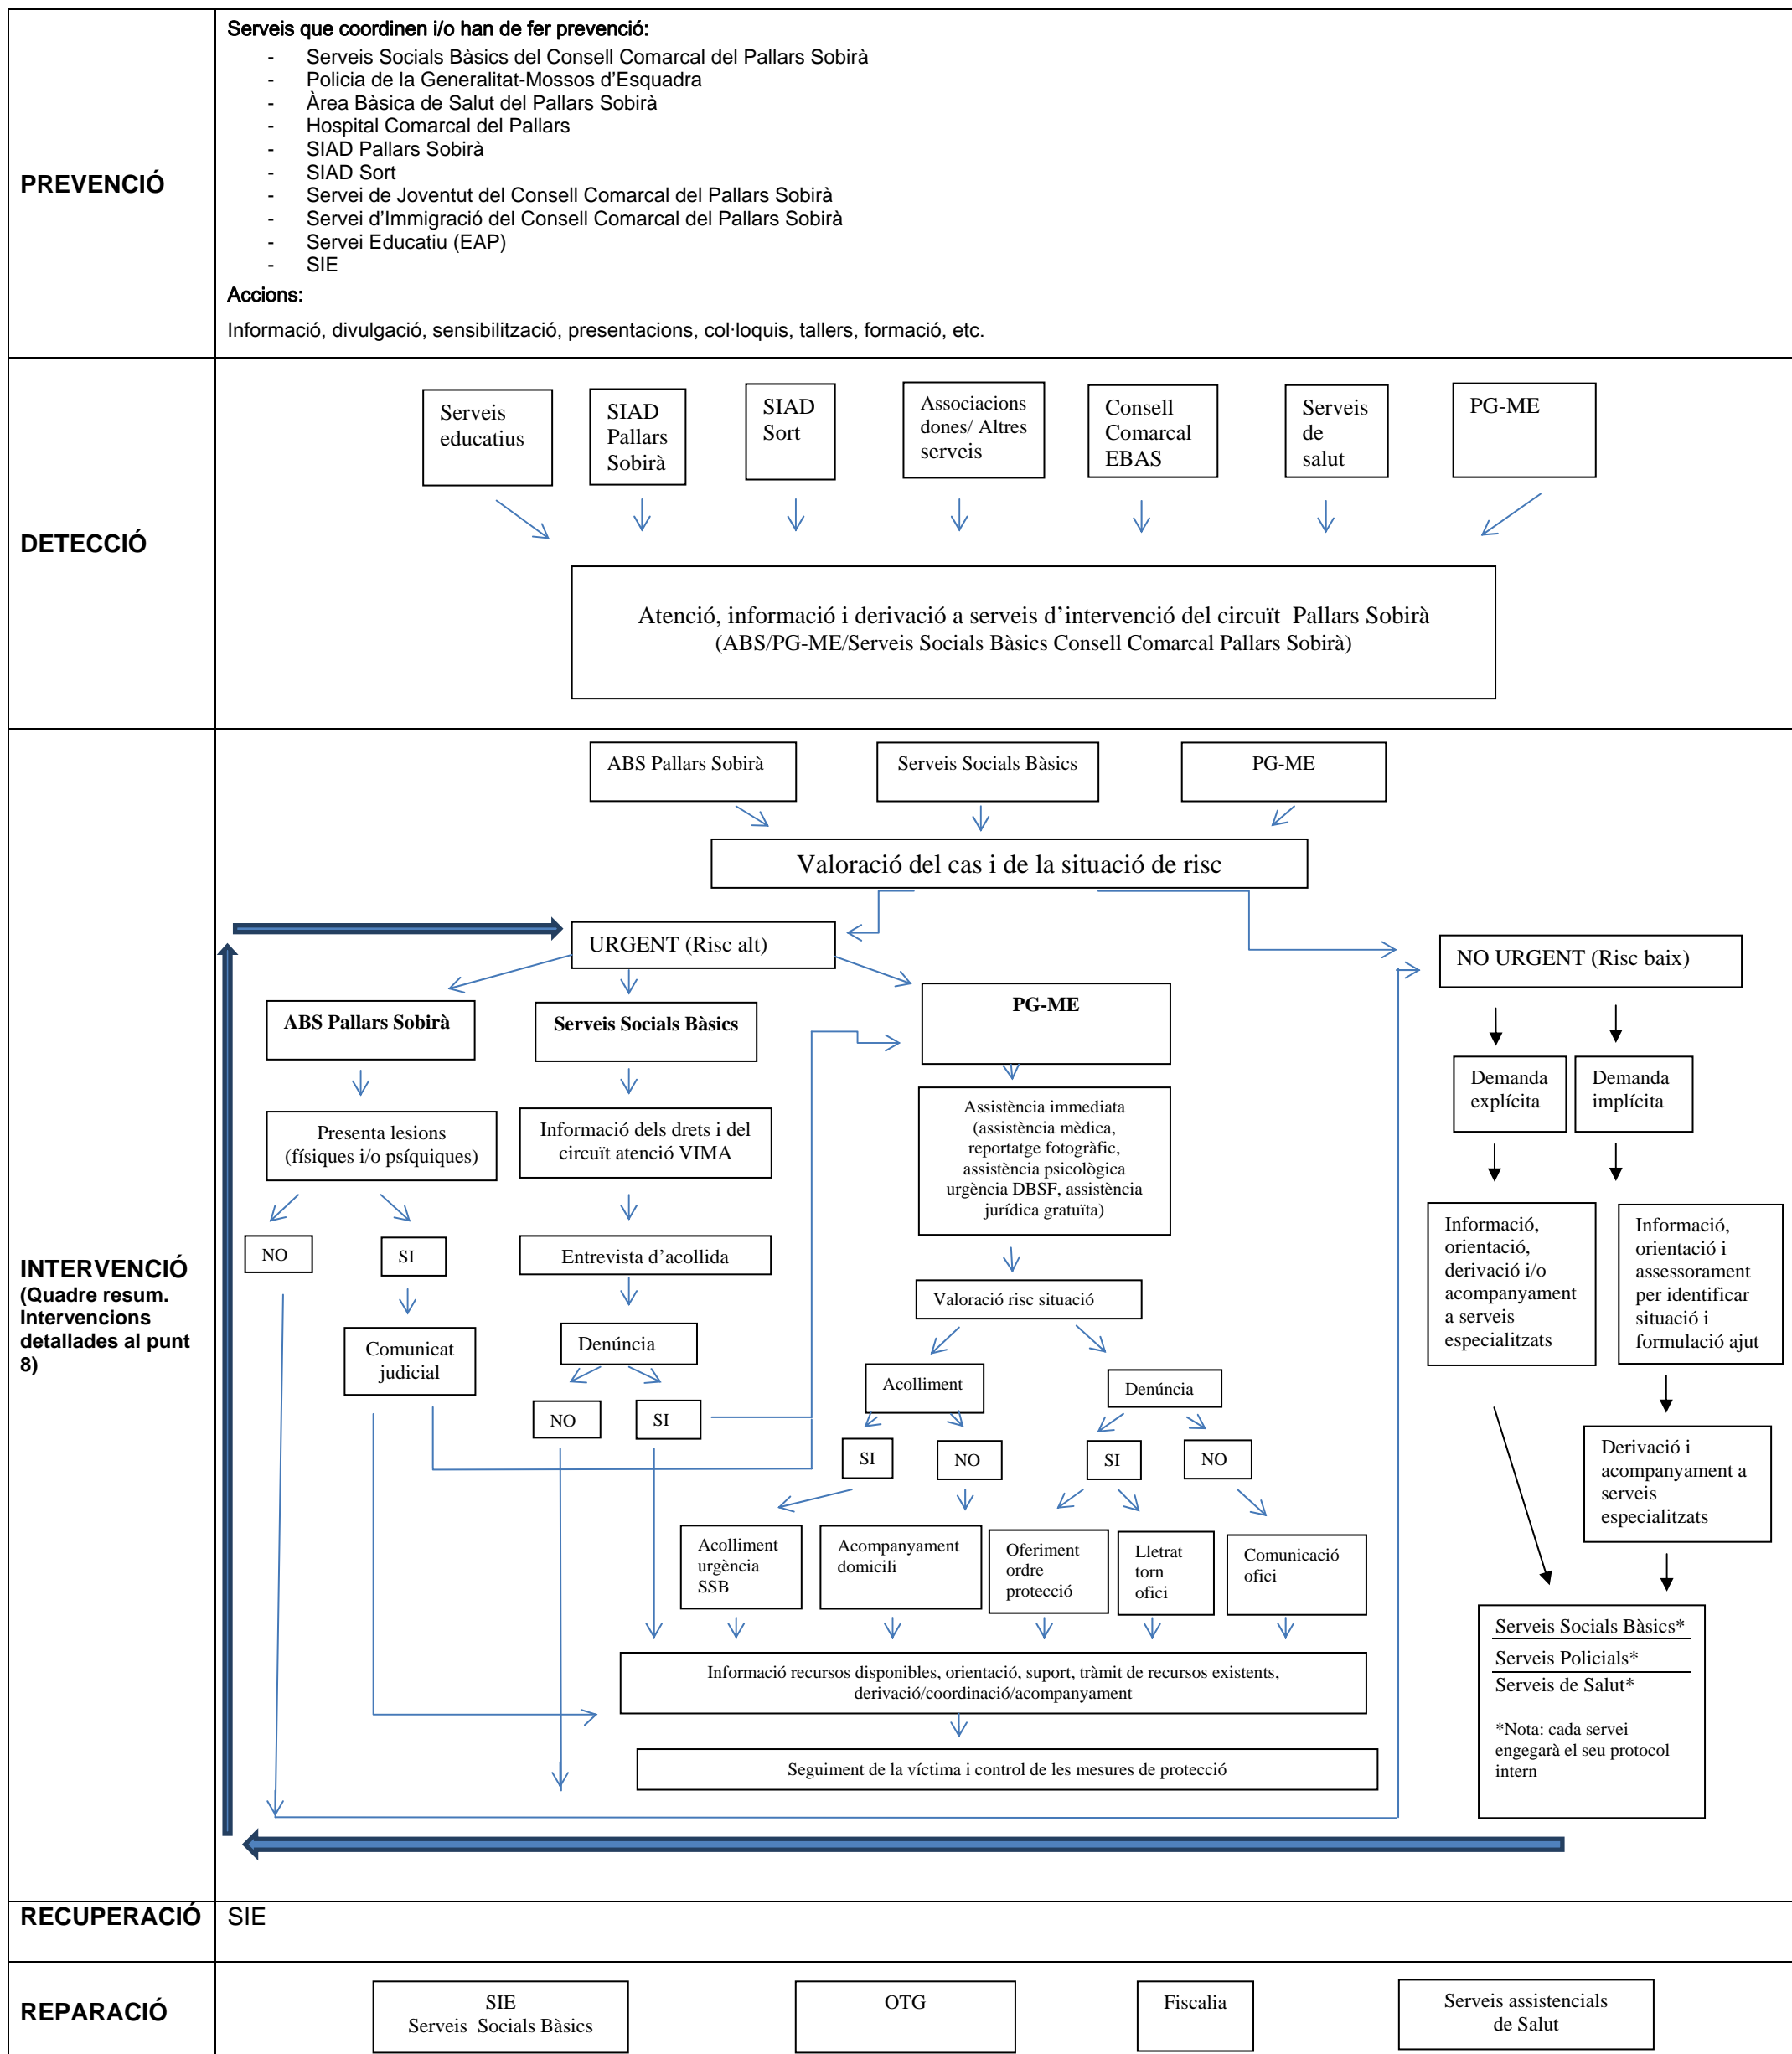 PREVENCIÓ
Serveis que coordinen i/o han de fer prevenció:
- Serveis Socials Bàsics del Consell Comarcal del Pallars Sobirà
- Policia de la Generalitat-Mossos d'Esquadra
- Àrea Bàsica de Salut del Pallars Sobirà
- Hospital Comarcal del Pallars
- SIAD Pallars Sobirà
- SIAD Sort
- Servei de Joventut del Consell Comarcal del Pallars Sobirà
- Servei d'Immigració del Consell Comarcal del Pallars Sobirà
- Servei Educatiu (EAP)
- SIE
Accions:
Informació, divulgació, sensibilització, presentacions, col·loquis, tallers, formació, etc.
DETECCIÓ
Serveis
educatius
SIAD
Pallars
Sobirà
SIAD
Sort
Associacions
dones/ Altres
serveis
Consell
Comarcal
EBAS
Serveis
de
salut
PG-ME
Atenció, informació i derivació a serveis d'intervenció del circuït Pallars Sobirà
(ABS/PG-ME/Serveis Socials Bàsics Consell Comarcal Pallars Sobirà)
INTERVENCIÓ
(Quadre resum.
Intervencions
detallades al punt
8)
ABS Pallars Sobirà
Serveis Socials Bàsics
PG-ME
Valoració del cas i de la situació de risc
URGENT (Risc alt)
NO URGENT (Risc baix)
ABS Pallars Sobirà
Serveis Socials Bàsics
PG-ME
Presenta lesions
(físiques i/o psíquiques)
NO
SI
Comunicat
judicial
Informació dels drets i del
circuït atenció VIMA
Entrevista d'acollida
Denúncia
NO
SI
Assistència immediata
(assistència mèdica,
reportatge fotogràfic,
assistència psicològica
urgència DBSF, assistència
jurídica gratuïta)
Valoració risc situació
Acolliment
Denúncia
SI
NO
SI
NO
Acolliment
urgència
SSB
Acompanyament
domicili
Oferiment
ordre
protecció
Lletrat
torn
ofici
Comunicació
ofici
Informació recursos disponibles, orientació, suport, tràmit de recursos existents,
derivació/coordinació/acompanyament
Seguiment de la víctima i control de les mesures de protecció
Demanda
explícita
Demanda
implícita
Informació,
orientació,
derivació i/o
acompanyament
a serveis
especialitzats
Informació,
orientació i
assessorament
per identificar
situació i
formulació ajut
Derivació i
acompanyament a
serveis
especialitzats
Serveis Socials Bàsics*
Serveis Policials*
Serveis de Salut*
*Nota: cada servei
engegarà el seu protocol
intern
RECUPERACIÓ
SIE
REPARACIÓ
SIE
Serveis Socials Bàsics
OTG
Fiscalia
Serveis assistencials
de Salut